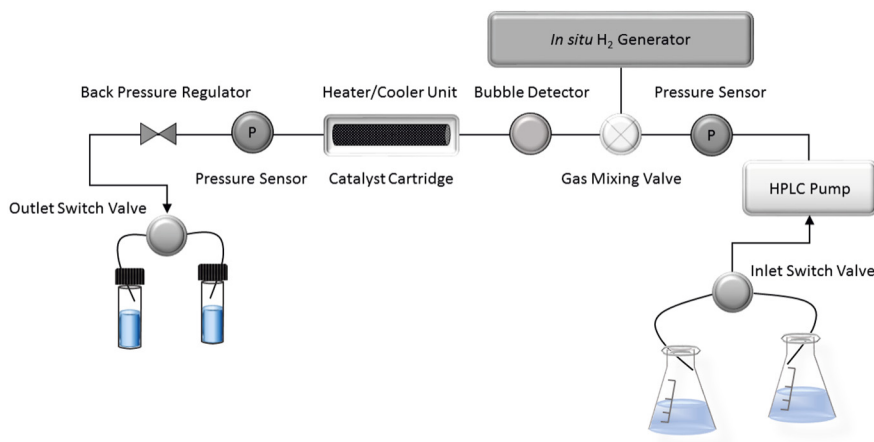 In situ H₂ Generator
Back Pressure Regulator
Heater/Cooler Unit
Bubble Detector
Pressure Sensor
P
P
Pressure Sensor
Catalyst Cartridge
Gas Mixing Valve
HPLC Pump
Outlet Switch Valve
Inlet Switch Valve